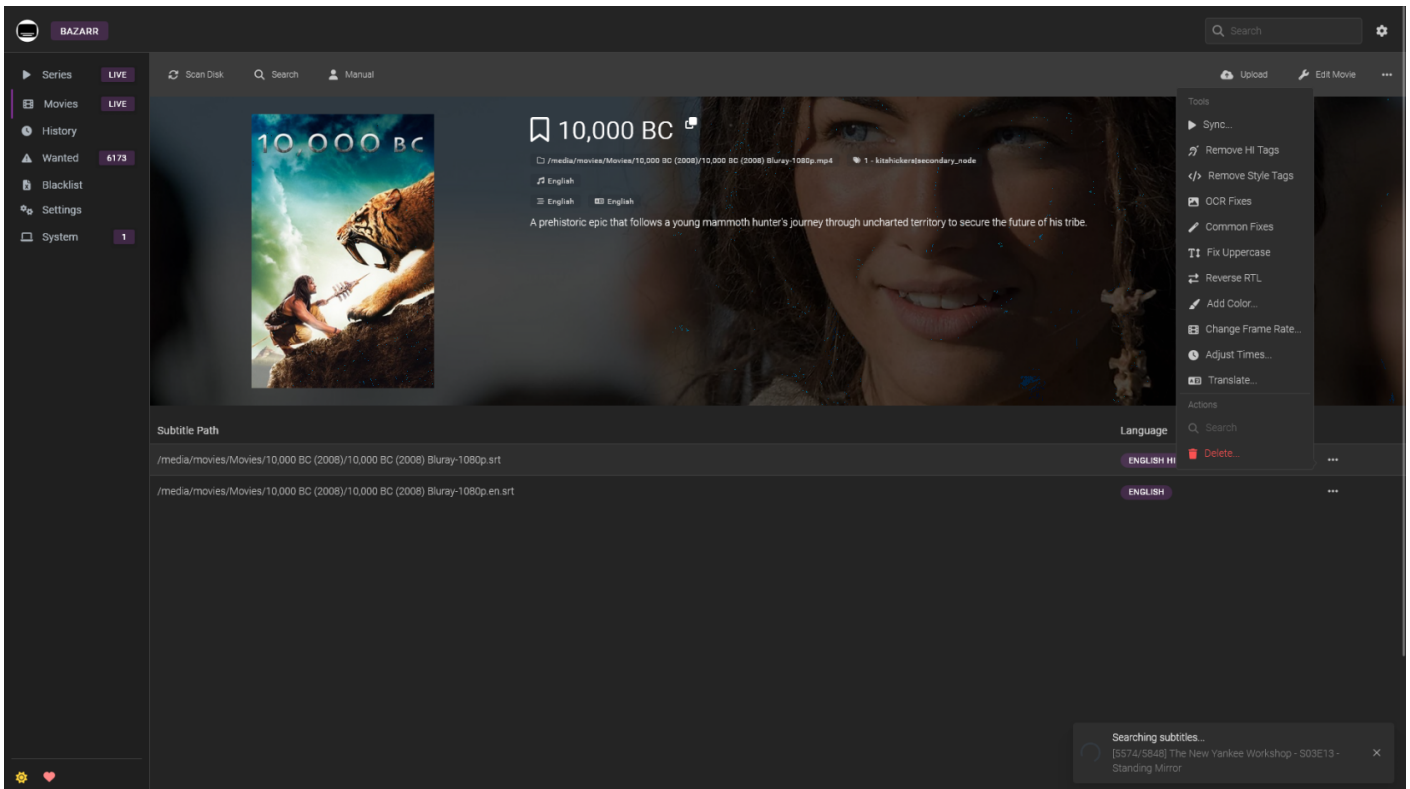 BAZARR
Search
Series LIVE
Movies LIVE
History
Wanted 6173
Blacklist
Settings
System 1
Scan Disk Search Manual
Upload Edit Movie
10,000 BC
10,000 BC
/media/movies/Movies/10,000 BC (2008)/10,000 BC (2008) Bluray-1080p.mp4 1 - kitshickers|secondary_node
English
English English
A prehistoric epic that follows a young mammoth hunter's journey through uncharted territory to secure the future of his tribe.
Tools
Sync...
Remove HI Tags
Remove Style Tags
OCR Fixes
Common Fixes
Fix Uppercase
Reverse RTL
Add Color...
Change Frame Rate...
Adjust Times...
Translate...
Actions
Search
Delete...
Subtitle Path Language
/media/movies/Movies/10,000 BC (2008)/10,000 BC (2008) Bluray-1080p.srt ENGLISH HI
/media/movies/Movies/10,000 BC (2008)/10,000 BC (2008) Bluray-1080p.en.srt ENGLISH
Searching subtitles...
[5574/5848] The New Yankee Workshop - S03E13 -
Standing Mirror